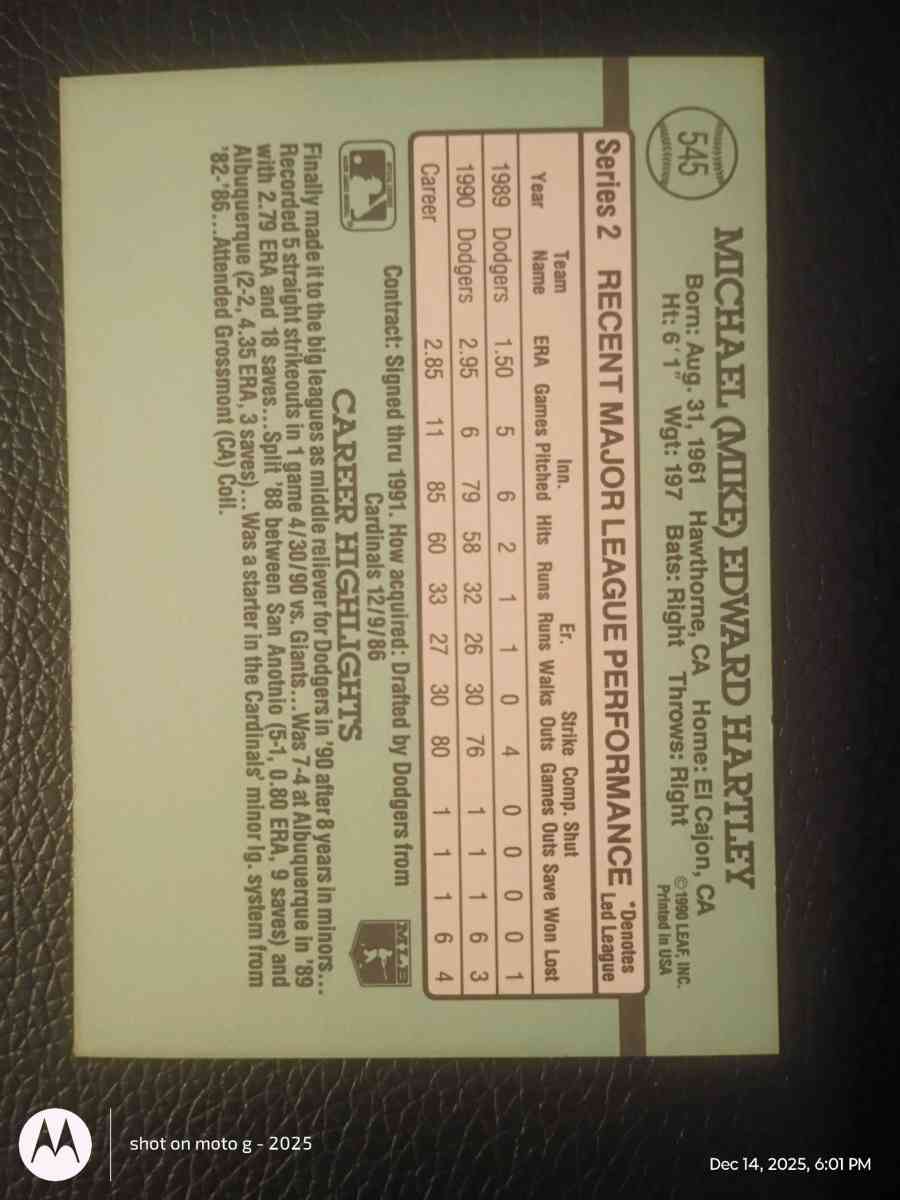 545
MICHAEL (MIKE) EDWARD HARTLEY
Born: Aug. 31, 1961 Hawthorne, CA Home: El Cajon, CA
Ht: 6'1" Wgt: 197 Bats: Right Throws: Right
©1990 LEAF, INC.
Printed in USA
Series 2 RECENT MAJOR LEAGUE PERFORMANCE *Denotes Led League
Year Team Name ERA Games Inn. Pitched Hits Runs Er. Runs Walks Strike Outs Comp. Games Shut Outs Save Won Lost
1989 Dodgers 1.50 5 6 2 1 1 0 4 0 0 0 0 1
1990 Dodgers 2.95 6 79 58 32 26 30 76 1 1 1 6 3
Career 2.85 11 85 60 33 27 30 80 1 1 1 6 4
Contract: Signed thru 1991. How acquired: Drafted by Dodgers from
Cardinals 12/9/86
MLB
CAREER HIGHLIGHTS
Finally made it to the big leagues as middle reliever for Dodgers in '90 after 8 years in minors...
Recorded 5 straight strikeouts in 1 game 4/30/90 vs. Giants...Was 7-4 at Albuquerque in '89
with 2.79 ERA and 18 saves...Split '88 between San Anotnio (5-1, 0.80 ERA, 9 saves) and
Albuquerque (2-2, 4.35 ERA, 3 saves)...Was a starter in the Cardinals' minor lg. system from
'82-'86...Attended Grossmont (CA) Coll.
shot on moto g - 2025
Dec 14, 2025, 6:01 PM